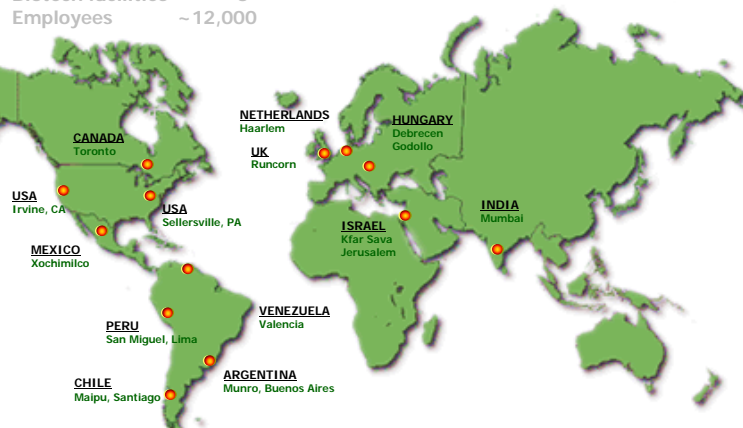 Employees ~12,000
NETHERLANDS
Haarlem
HUNGARY
Debrecen
Godollo
CANADA
Toronto
UK
Runcorn
USA
Irvine, CA
USA
Sellersville, PA
INDIA
Mumbai
ISRAEL
Kfar Sava
Jerusalem
MEXICO
Xochimilco
VENEZUELA
Valencia
PERU
San Miguel, Lima
ARGENTINA
Munro, Buenos Aires
CHILE
Maipu, Santiago